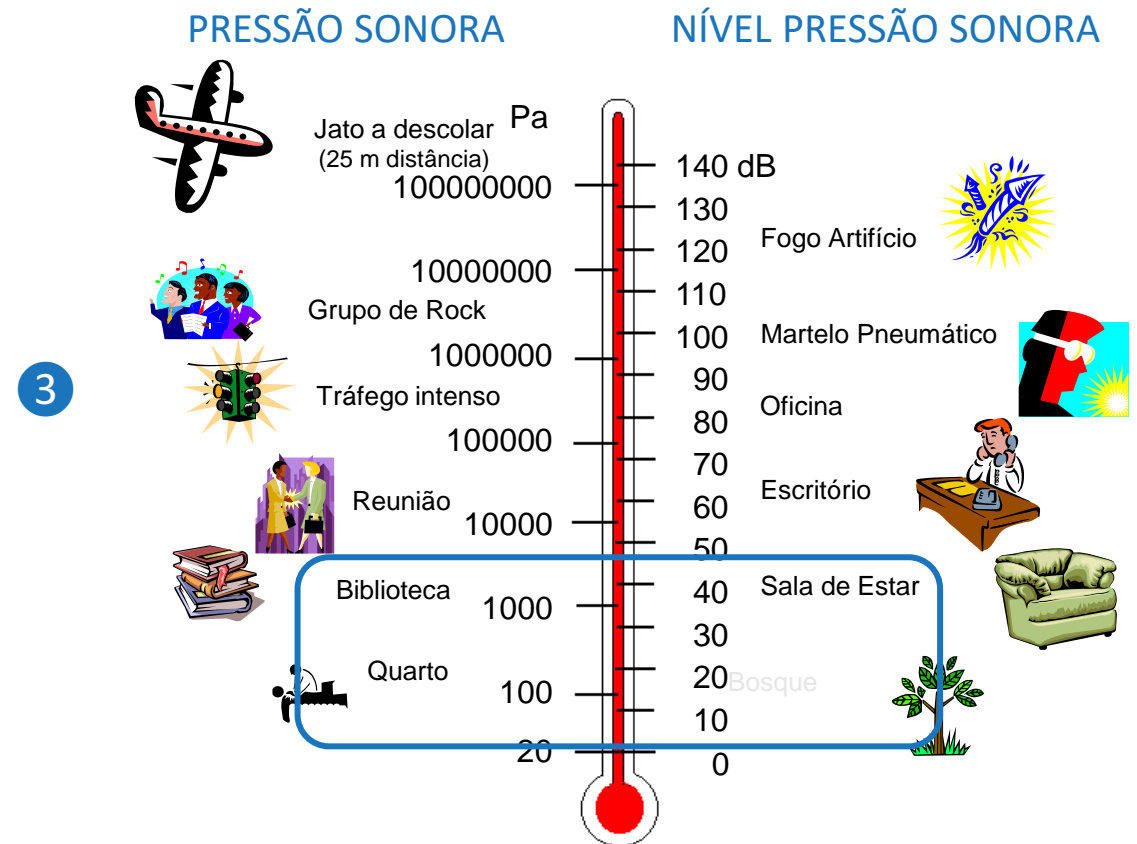 PRESSÃO SONORA
NÍVEL PRESSÃO SONORA
Jato a descolar
(25 m distância)
Pa
100000000
10000000
Grupo de Rock
1000000
3
Tráfego intenso
100000
Reunião
10000
Biblioteca
1000
Quarto
100
20
140 dB
130
Fogo Artifício
120
110
100
Martelo Pneumático
90
Oficina
80
70
Escritório
60
50
Sala de Estar
40
30
20
Bosque
10
0